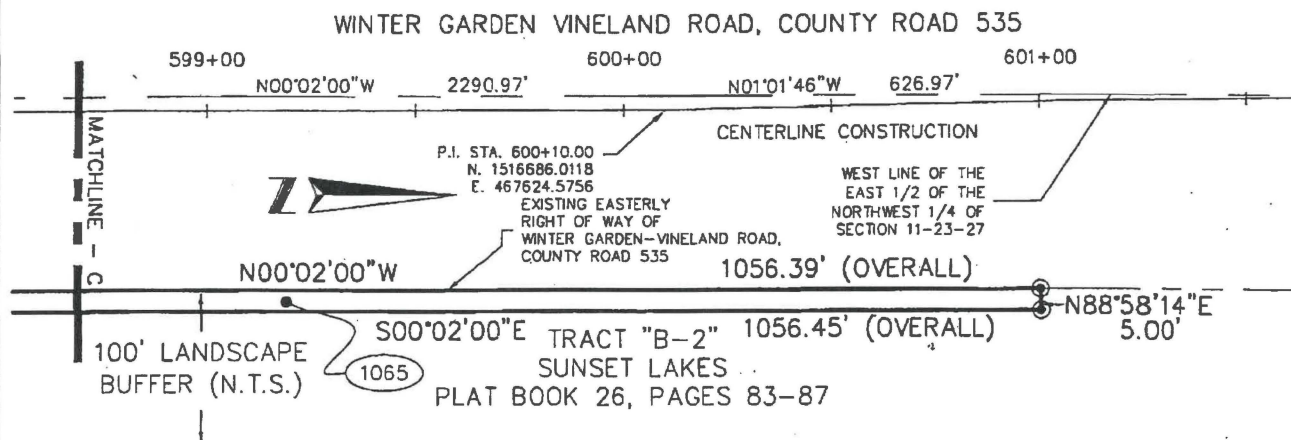 WINTER GARDEN VINELAND ROAD, COUNTY ROAD 535
599+00
600+00
601+00
N00°02'00"W
2290.97'
N01°01'46"W
626.97'
CENTERLINE CONSTRUCTION
MATCHLINE - C
P.I. STA. 600+10.00
N. 1516686.0118
E. 467624.5756
Z
EXISTING EASTERLY
RIGHT OF WAY OF
WINTER GARDEN-VINELAND ROAD,
COUNTY ROAD 535
WEST LINE OF THE
EAST 1/2 OF THE
NORTHWEST 1/4 OF
SECTION 11-23-27
N00°02'00"W
1056.39' (OVERALL)
N88°58'14"E
5.00'
S00°02'00"E
1056.45' (OVERALL)
100' LANDSCAPE
BUFFER (N.T.S.)
1065
TRACT "B-2"
SUNSET LAKES
PLAT BOOK 26, PAGES 83-87